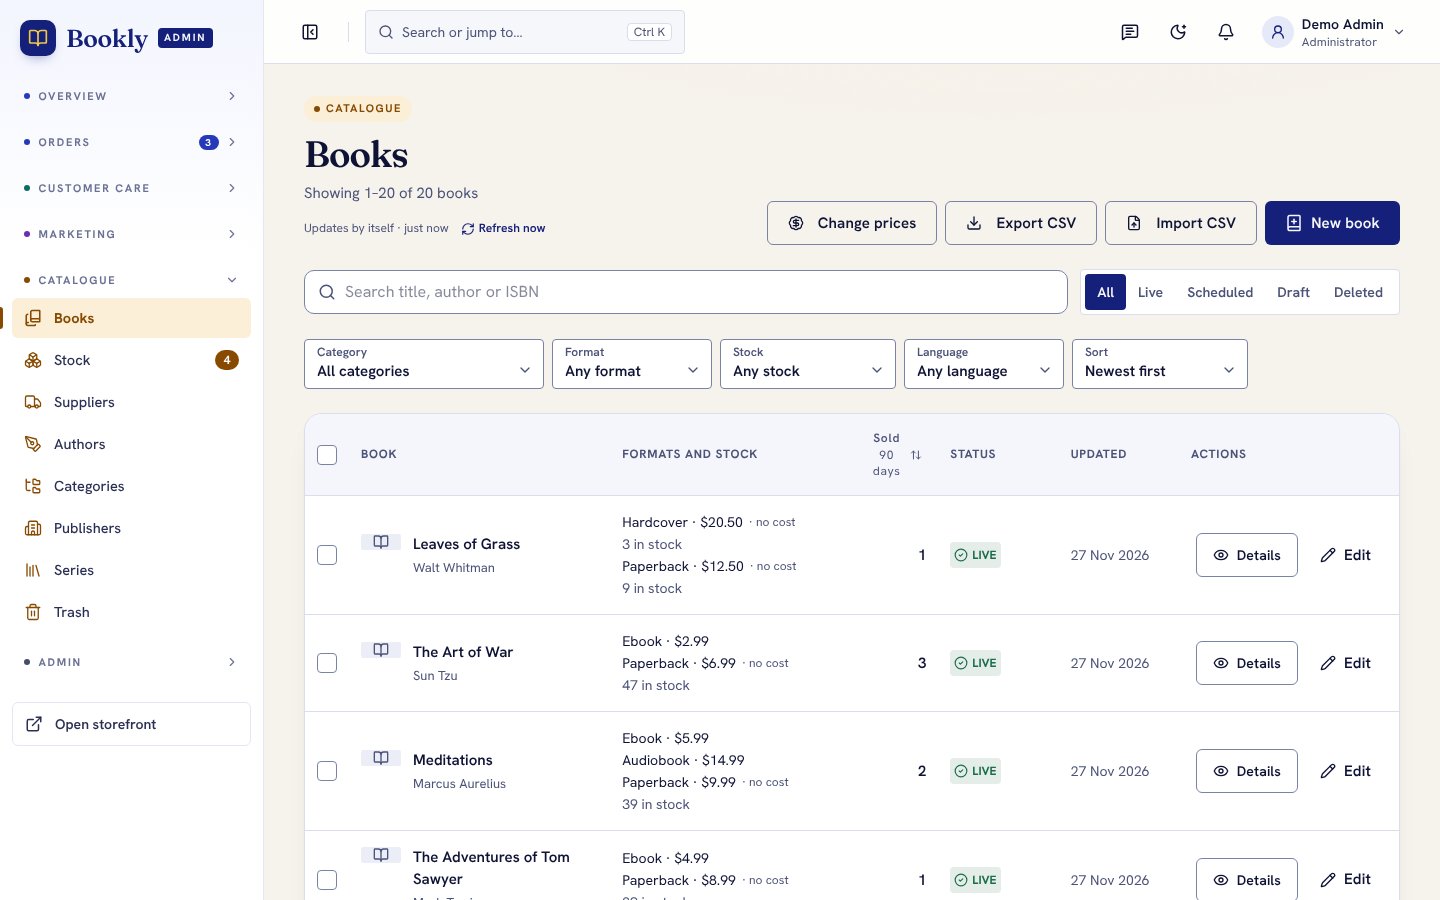 Bookly ADMIN
OVERVIEW
ORDERS 3
CUSTOMER CARE
MARKETING
CATALOGUE
Books
Stock 4
Suppliers
Authors
Categories
Publishers
Series
Trash
ADMIN
Open storefront
Search or jump to... Ctrl K
Demo Admin
Administrator
CATALOGUE
Books
Showing 1–20 of 20 books
Updates by itself · just now Refresh now
Change prices Export CSV Import CSV New book
Search title, author or ISBN
All Live Scheduled Draft Deleted
Category
All categories
Format
Any format
Stock
Any stock
Language
Any language
Sort
Newest first
BOOK FORMATS AND STOCK Sold 90 days STATUS UPDATED ACTIONS
Leaves of Grass
Walt Whitman
Hardcover · $20.50 · no cost
3 in stock
Paperback · $12.50 · no cost
9 in stock
1 LIVE 27 Nov 2026 Details Edit
The Art of War
Sun Tzu
Ebook · $2.99
Paperback · $6.99 · no cost
47 in stock
3 LIVE 27 Nov 2026 Details Edit
Meditations
Marcus Aurelius
Ebook · $5.99
Audiobook · $14.99
Paperback · $9.99 · no cost
39 in stock
2 LIVE 27 Nov 2026 Details Edit
The Adventures of Tom
Sawyer
Ebook · $4.99
Paperback · $8.99 · no cost
1 LIVE 27 Nov 2026 Details Edit